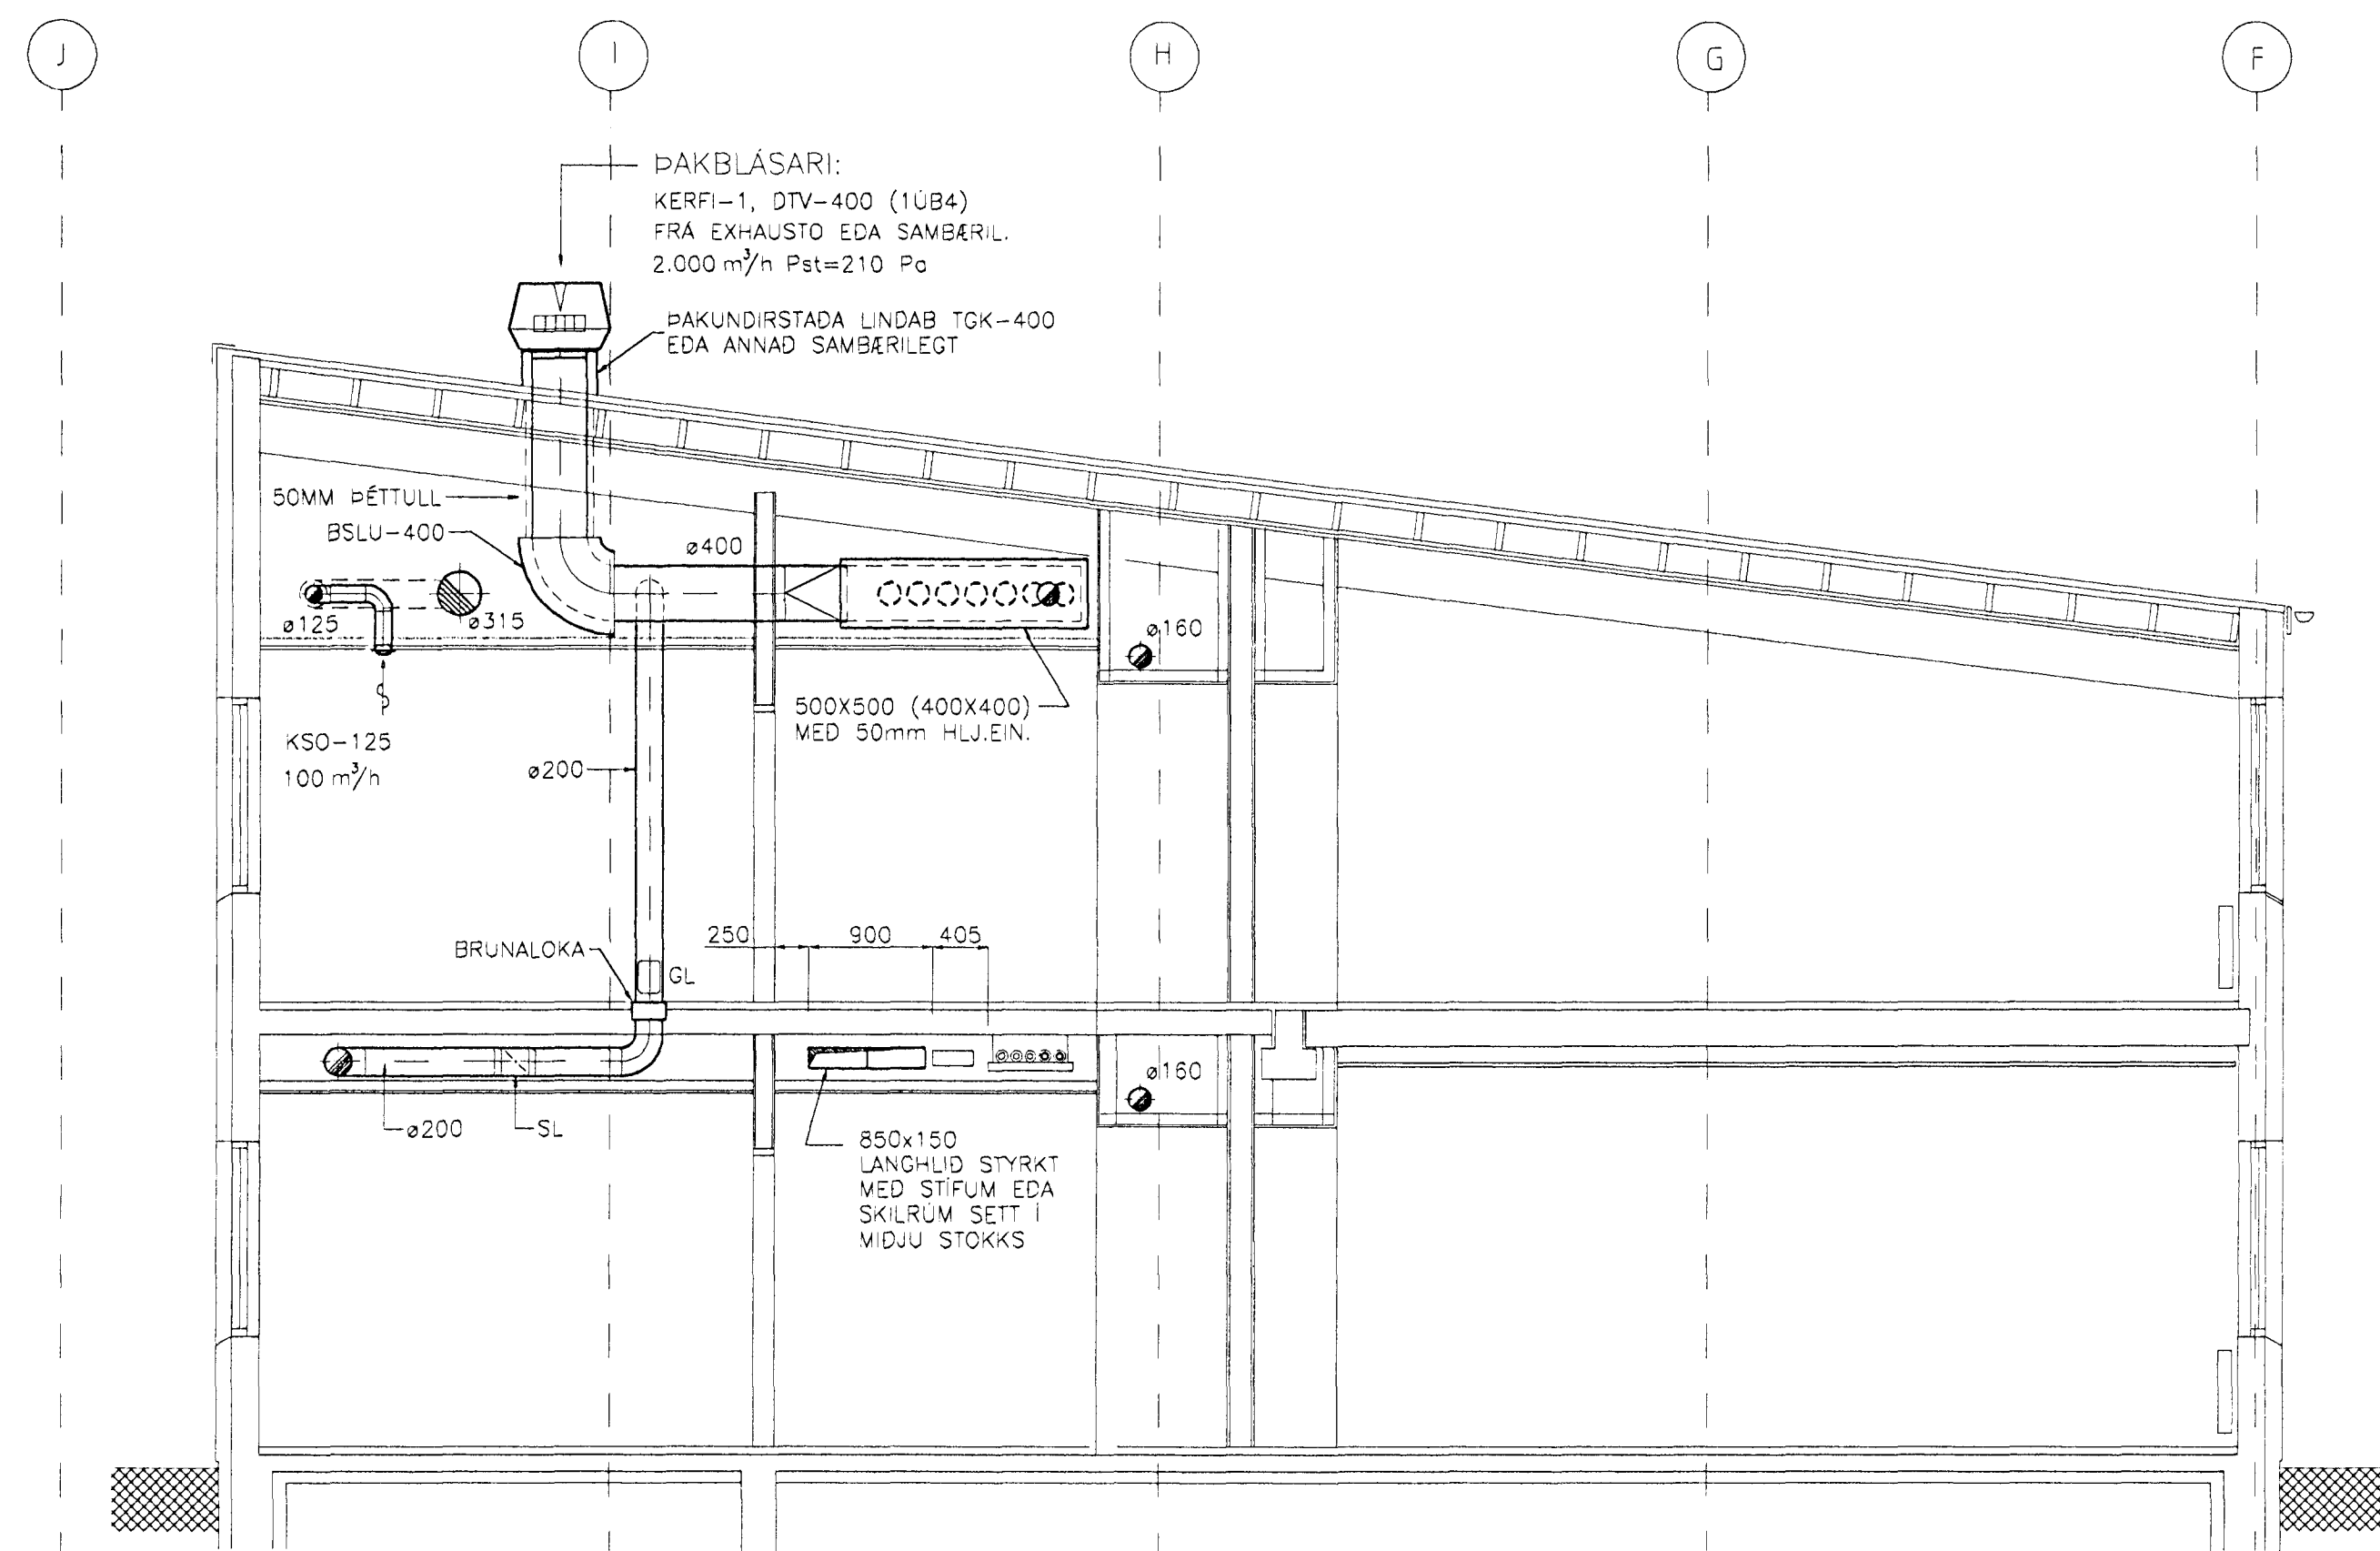 J
I
H
G
F
ÞAKBLÁSARI:
KERFI-1, DTV-400 (1ÚB4)
FRÁ EXHAUSTO EÐA SAMBÆRIL.
2.000 m³/h Pst=210 Pa
ÞAKUNDIRSTAÐA LINDAB TGK-400
EÐA ANNAÐ SAMBÆRILEGT
50MM ÞÉTTULL
BSLU-400
ø400
ø125
ø315
ø160
500X500 (400X400)
MEÐ 50mm HLJ.EIN.
KSO-125
100 m³/h
ø200
BRUNALOKA
250
900
405
GL
ø160
ø200
SL
850x150
LANGHLIÐ STYRKT
MEÐ STÍFUM EÐA
SKILRÚM SETT Í
MIÐJU STOKKS